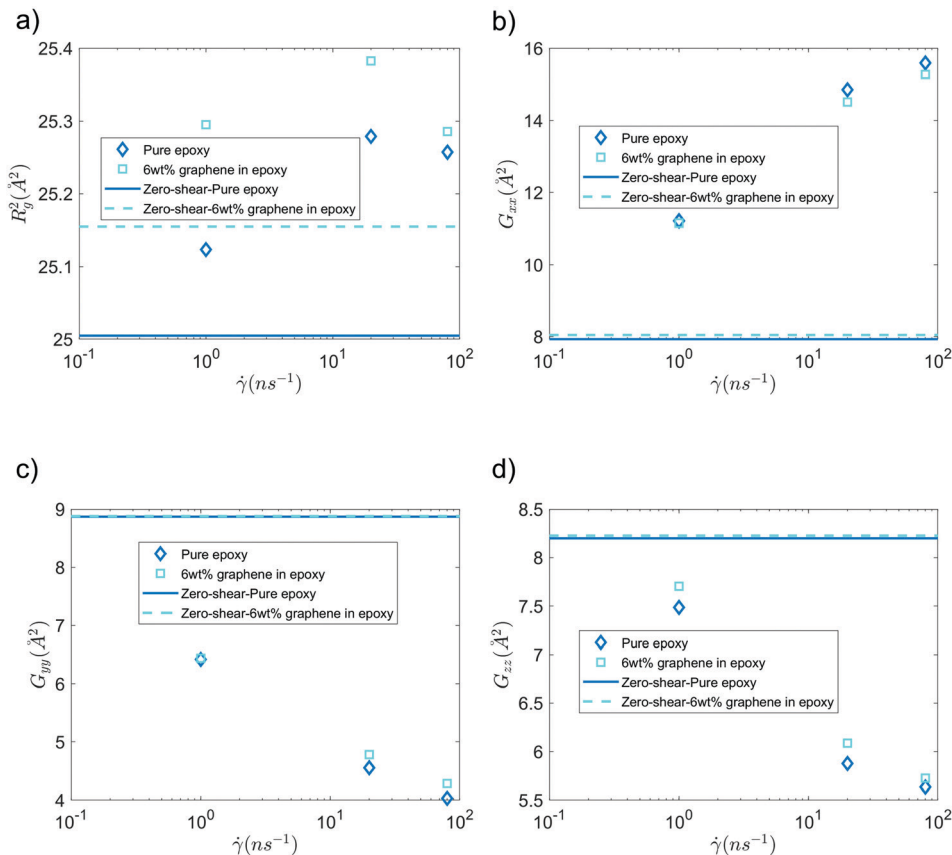 a)
25.4
25.3
25.2
25.1
25
R_g^2(Å^2)
Pure epoxy
6wt% graphene in epoxy
Zero-shear-Pure epoxy
Zero-shear-6wt% graphene in epoxy
10^-1 10^0 10^1 10^2
γ̇(ns^-1)
b)
16
14
12
10
8
G_xx(Å^2)
Pure epoxy
6wt% graphene in epoxy
Zero-shear-Pure epoxy
Zero-shear-6wt% graphene in epoxy
10^-1 10^0 10^1 10^2
γ̇(ns^-1)
c)
9
8
7
6
5
4
G_yy(Å^2)
Pure epoxy
6wt% graphene in epoxy
Zero-shear-Pure epoxy
Zero-shear-6wt% graphene in epoxy
10^-1 10^0 10^1 10^2
γ̇(ns^-1)
d)
8.5
8
7.5
7
6.5
6
5.5
G_zz(Å^2)
Pure epoxy
6wt% graphene in epoxy
Zero-shear-Pure epoxy
Zero-shear-6wt% graphene in epoxy
10^-1 10^0 10^1 10^2
γ̇(ns^-1)